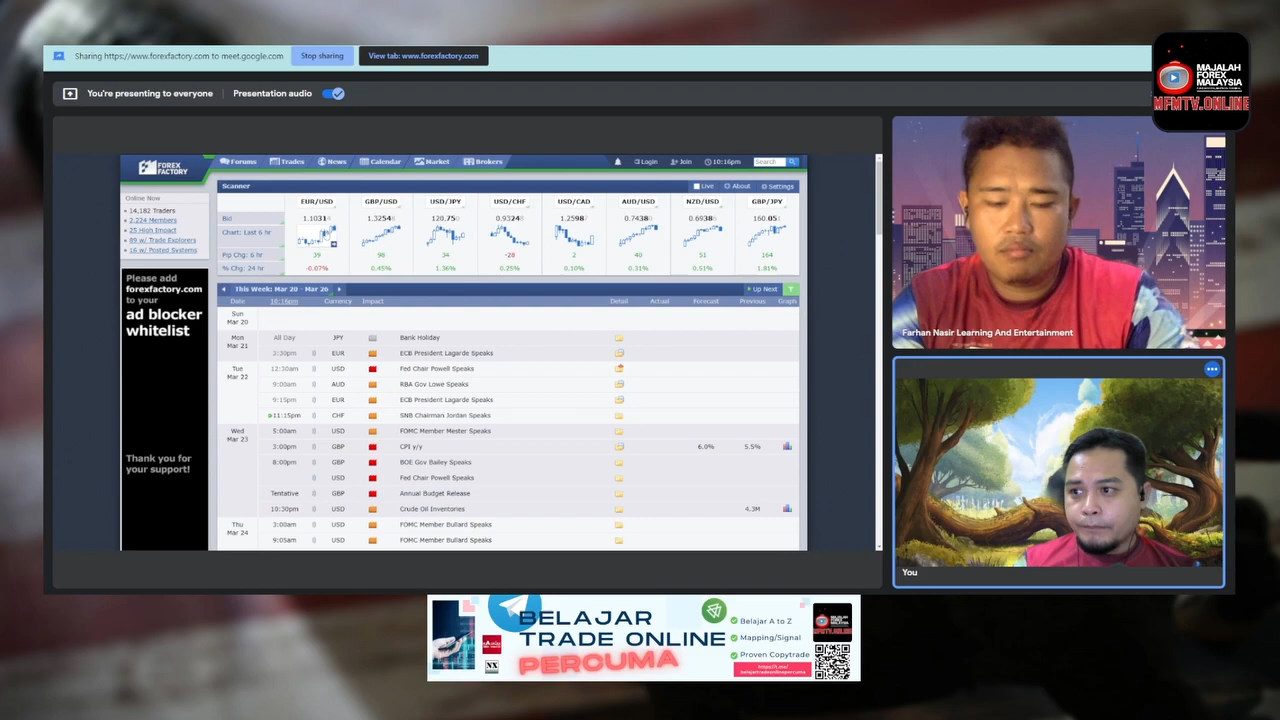 Sharing https://www.forexfactory.com to meet.google.com Stop sharing View tab: www.forexfactory.com
MAJALAH
FOREX
MALAYSIA
MFMTV.ONLINE
You're presenting to everyone Presentation audio
FOREX
FACTORY
Forums Trades News Calendar Market Brokers Login Join 10:16pm Search
Online Now
14,182 Traders
2,224 Members
25 High Impact
89 w/ Trade Explorers
16 w/ Posted Systems
Please add
forexfactory.com
to your
ad blocker
whitelist
Thank you for
your support!
Scanner Live About Settings
EUR/USD GBP/USD USD/JPY USD/CHF USD/CAD AUD/USD NZD/USD GBP/JPY
Bid 1.10314 1.32548 120.758 0.93248 1.25982 0.74388 0.69386 160.051
Chart: Last 6 hr
Pip Chg: 6 hr 39 98 34 -28 2 40 51 164
% Chg: 24 hr -0.07% 0.45% 1.36% 0.25% 0.10% 0.31% 0.51% 1.81%
This Week: Mar 20 - Mar 26 Up Next
Date 10:16pm Currency Impact Detail Actual Forecast Previous Graph
Sun
Mar 20
Mon
Mar 21
All Day JPY Bank Holiday
3:30pm EUR ECB President Lagarde Speaks
Tue
Mar 22
12:30am USD Fed Chair Powell Speaks
9:00am AUD RBA Gov Lowe Speaks
9:15pm EUR ECB President Lagarde Speaks
11:15pm CHF SNB Chairman Jordan Speaks
Wed
Mar 23
5:00am USD FOMC Member Mester Speaks
3:00pm GBP CPI y/y 6.0% 5.5%
8:00pm GBP BOE Gov Bailey Speaks
USD Fed Chair Powell Speaks
Tentative GBP Annual Budget Release
10:30pm USD Crude Oil Inventories 4.3M
Thu
Mar 24
3:00am USD FOMC Member Bullard Speaks
9:05am USD FOMC Member Bullard Speaks
Farhan Nasir Learning And Entertainment
You
BELAJAR
TRADE ONLINE
PERCUMA
NX
Belajar A to Z
Mapping/Signal
Proven Copytrade
https://t.me/
belajartradeonlinepercuma
MFMTV.ONLINE